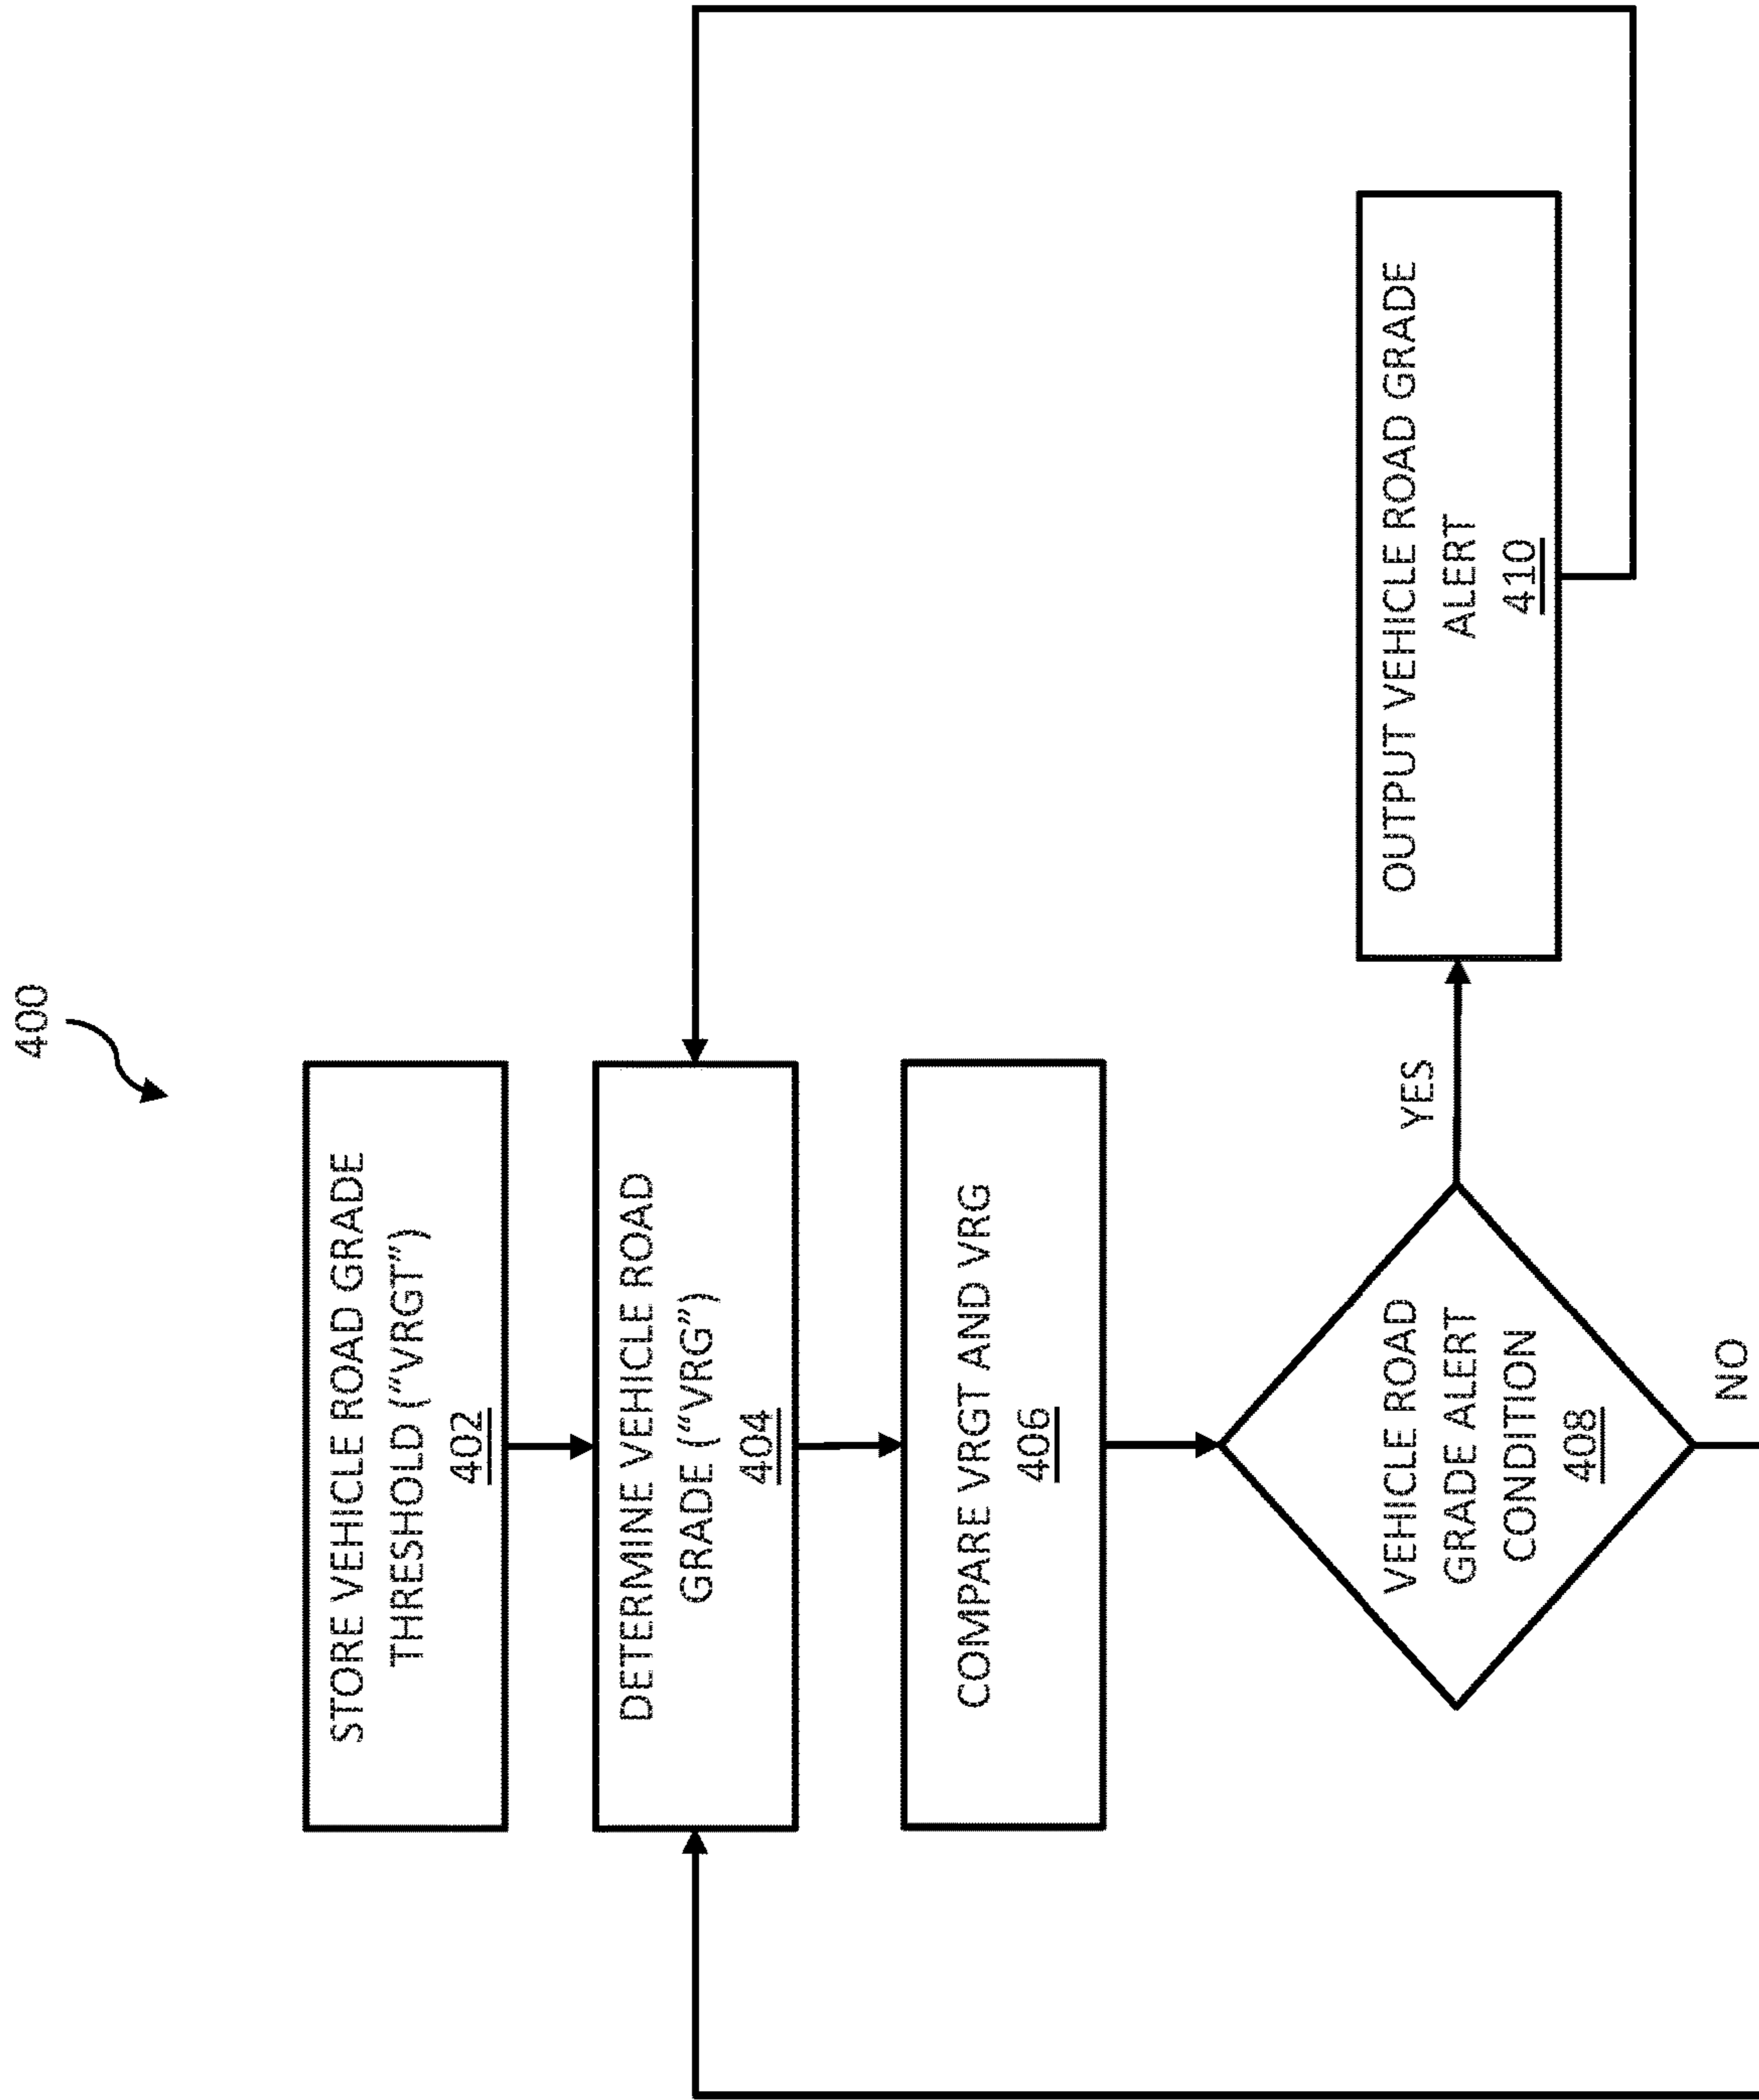 400
STORE VEHICLE ROAD GRADE
THRESHOLD (“VRGT”)
402
DETERMINE VEHICLE ROAD
GRADE (“VRG”)
404
COMPARE VRGT AND VRG
406
VEHICLE ROAD
GRADE ALERT
CONDITION
408
YES
NO
OUTPUT VEHICLE ROAD GRADE
ALERT
410